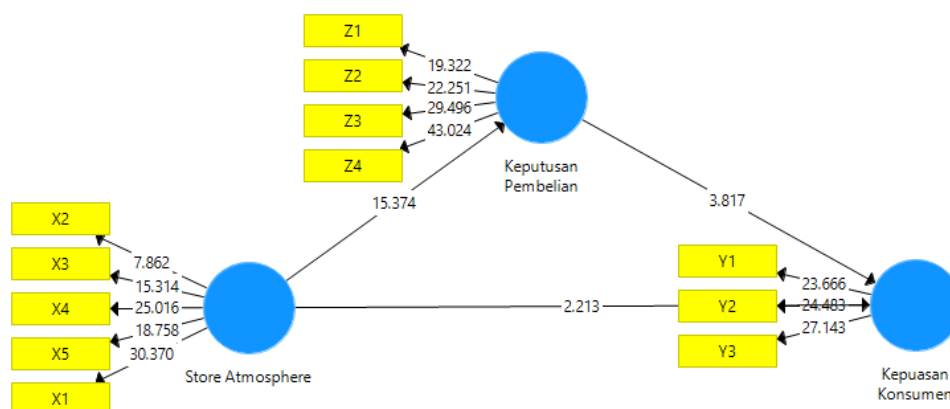 Z1
Z2
Z3
Z4
19.322
22.251
29.496
43.024
Keputusan
Pembelian
15.374
3.817
X2
X3
X4
X5
X1
7.862
15.314
25.016
18.758
30.370
Store Atmosphere
2.213
Y1
Y2
Y3
23.666
24.483
27.143
Kepuasan
Konsumen